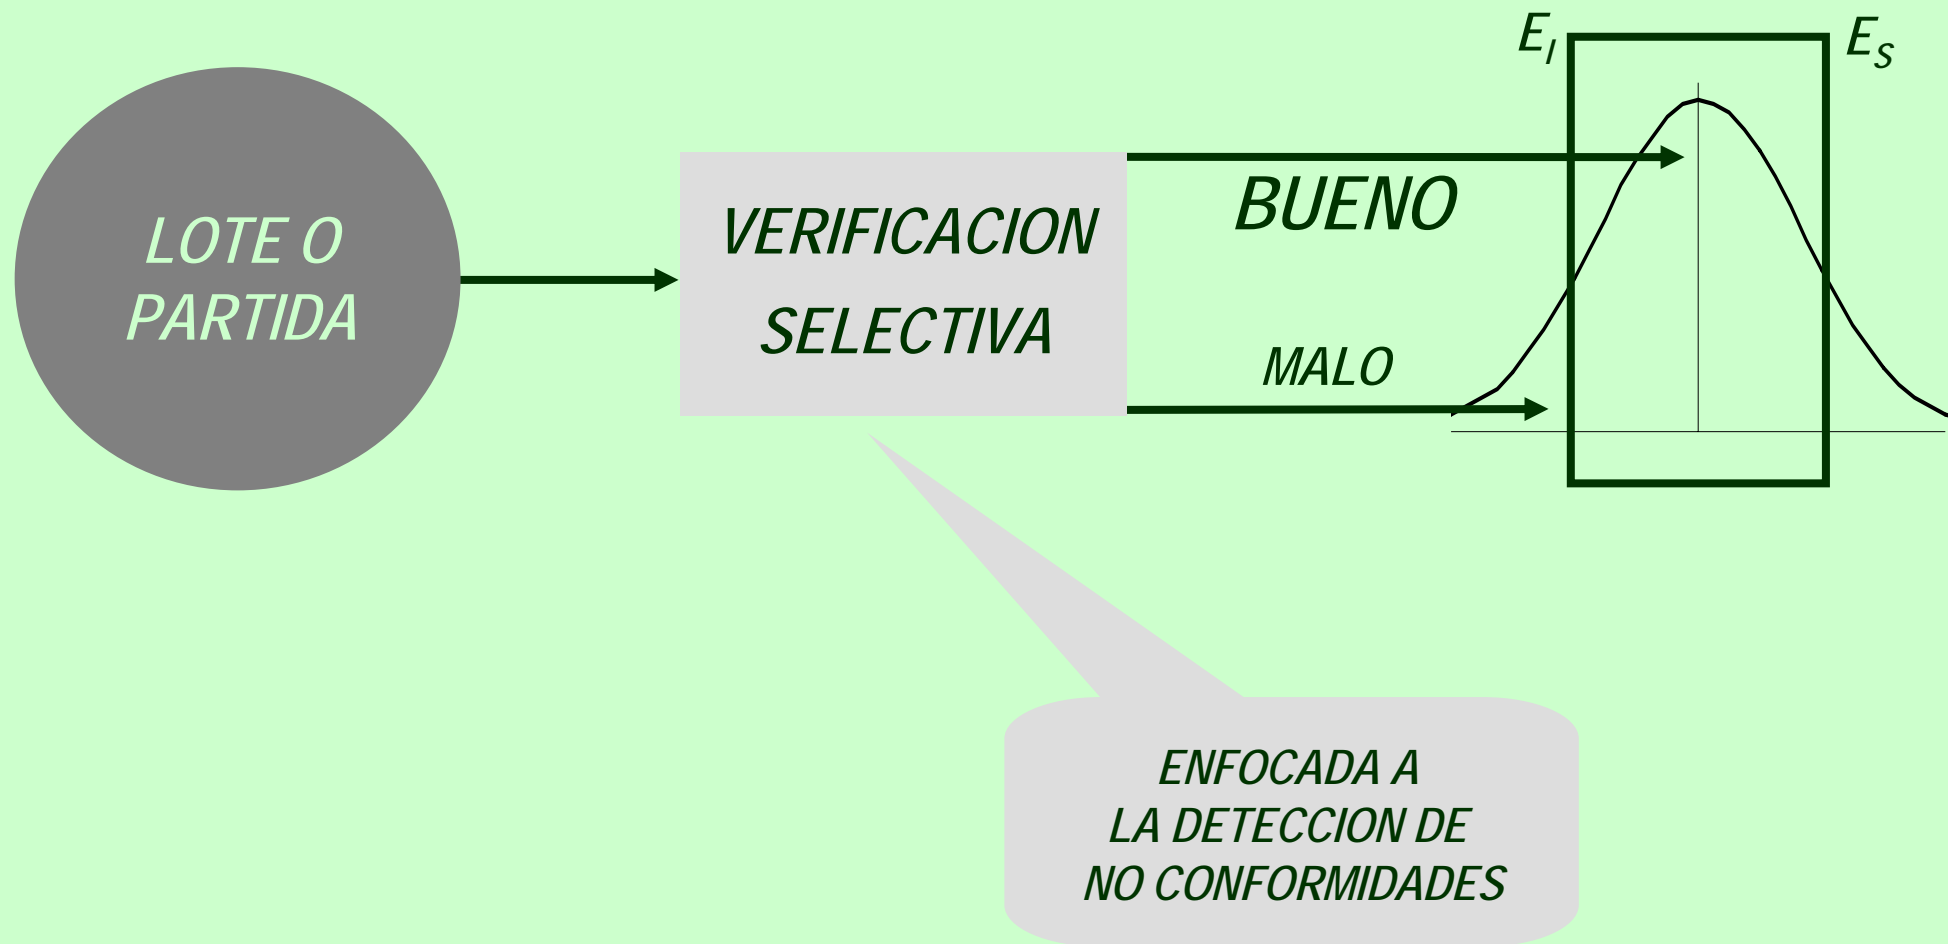 E_I
E_S
LOTE O
PARTIDA
VERIFICACION
SELECTIVA
BUENO
MALO
ENFOCADA A
LA DETECCION DE
NO CONFORMIDADES